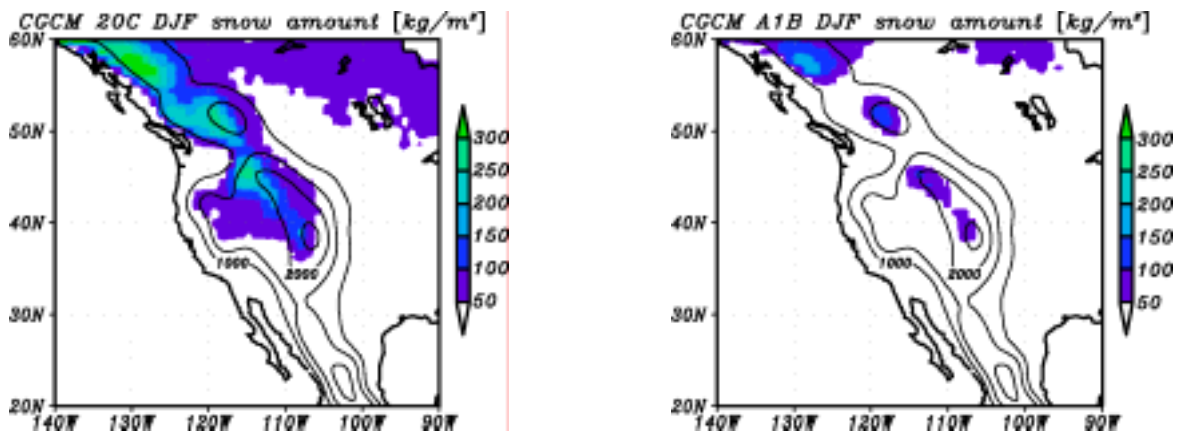 CGCM 20C DJF snow amount [kg/m²]
60N
50N
40N
30N
20N
140W
130W
120W
110W
100W
90W
1000
2000
300
250
200
150
100
50
CGCM A1B DJF snow amount [kg/m²]
60N
50N
40N
30N
20N
140W
130W
120W
110W
100W
90W
1000
2000
300
250
200
150
100
50